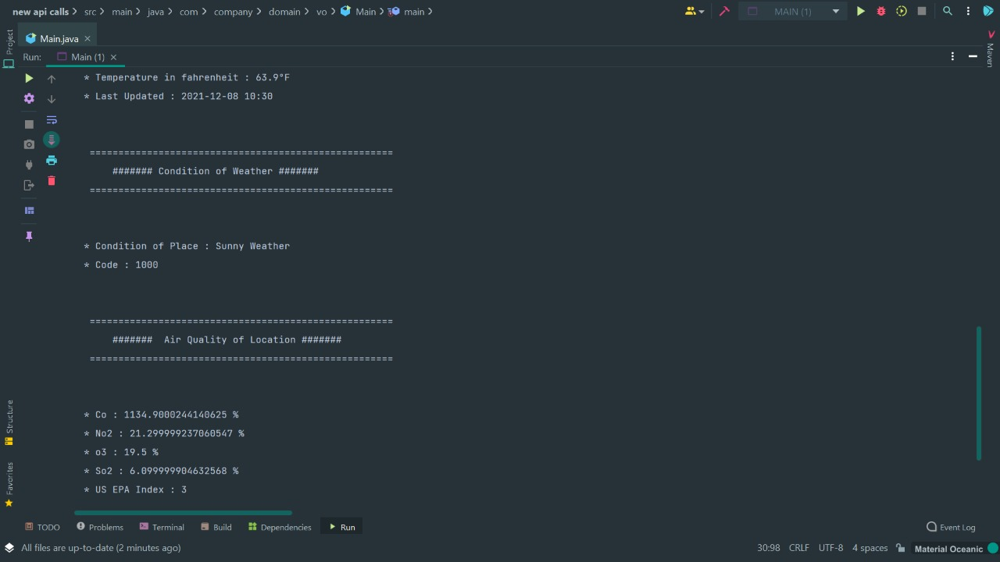 new api calls > src > main > java > com > company > domain > vo > Main > main >
MAIN (1)
Main.java ×
Run: Main (1) ×
Project
Maven
* Temperature in fahrenheit : 63.9°F
* Last Updated : 2021-12-08 10:30
=====================================================
####### Condition of Weather #######
=====================================================
* Condition of Place : Sunny Weather
* Code : 1000
=====================================================
#######  Air Quality of Location #######
=====================================================
* Co : 1134.9000244140625 %
* No2 : 21.299999237060547 %
* o3 : 19.5 %
* So2 : 6.099999904632568 %
* US EPA Index : 3
Structure
Favorites
TODO Problems Terminal Build Dependencies Run Event Log
All files are up-to-date (2 minutes ago) 30:98 CRLF UTF-8 4 spaces Material Oceanic